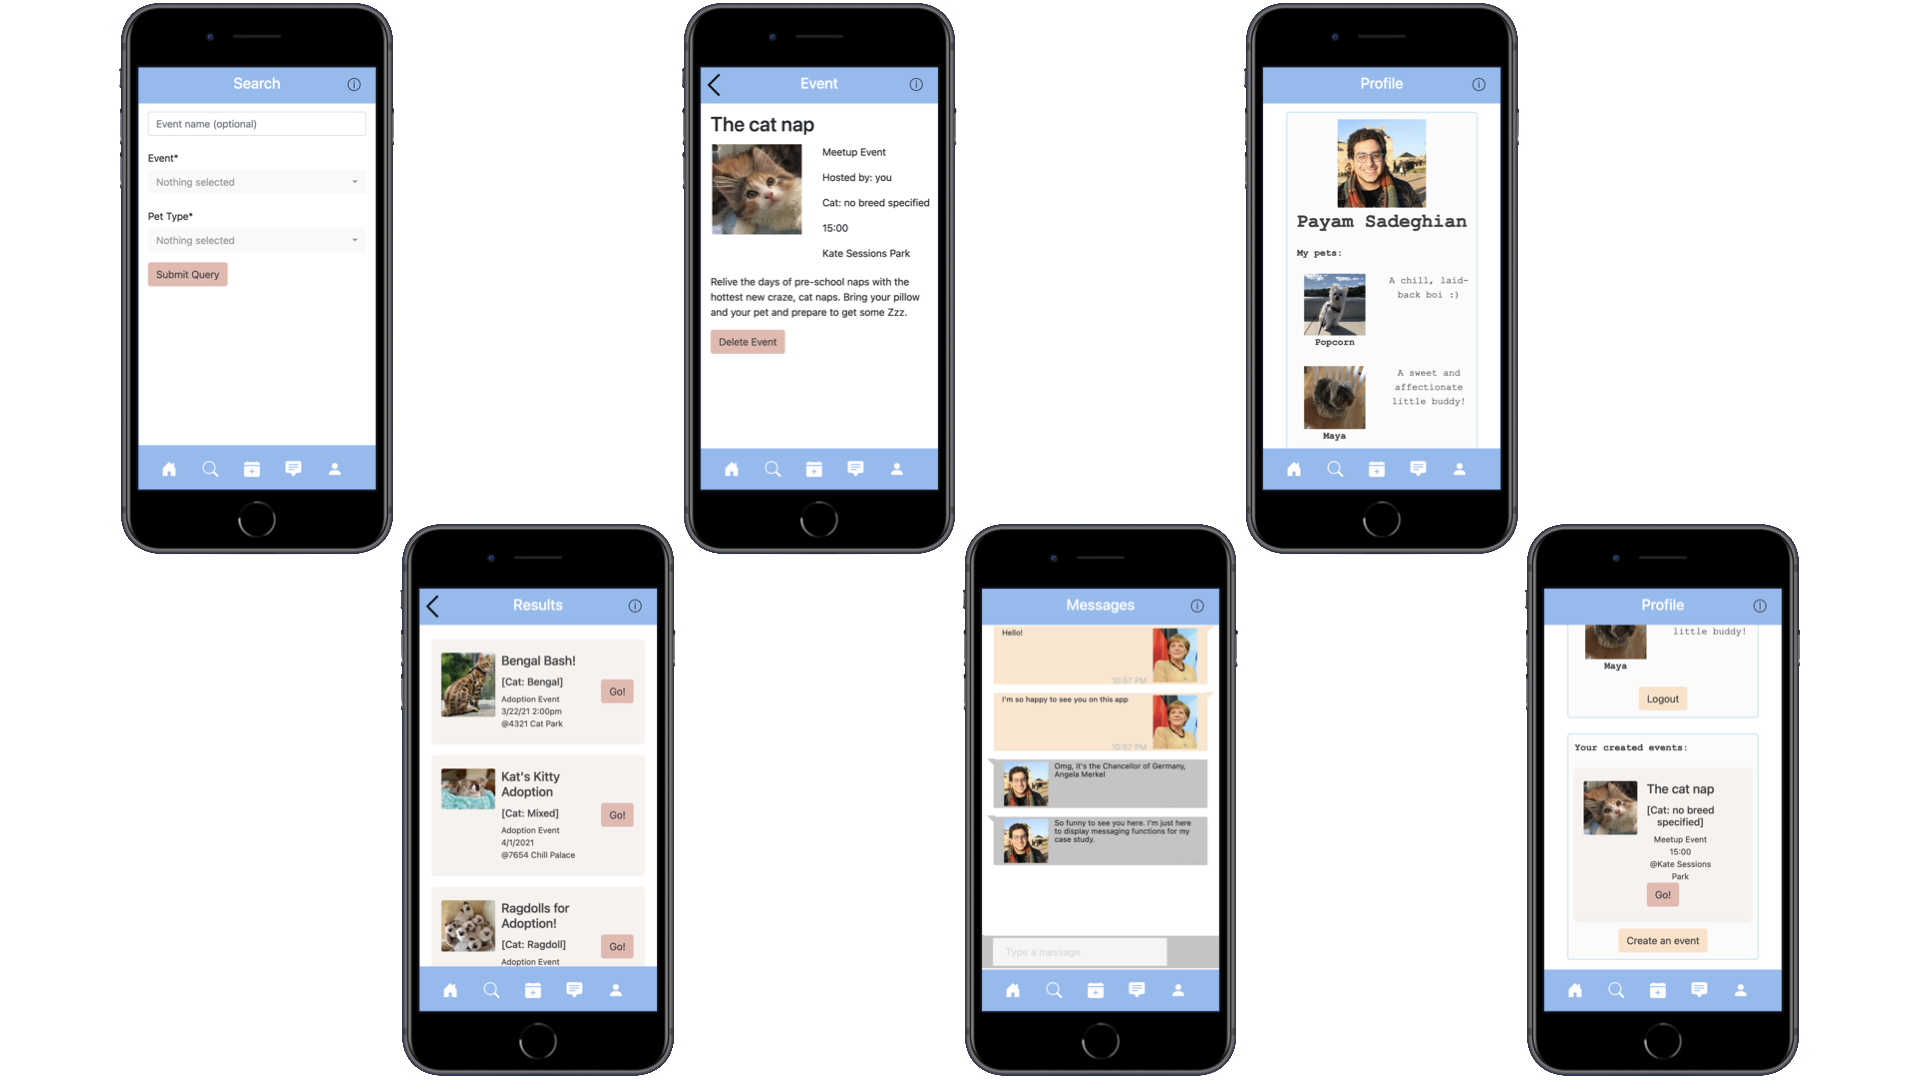 Search
Event name (optional)
Event*
Nothing selected
Pet Type*
Nothing selected
Submit Query
Event
The cat nap
Meetup Event
Hosted by: you
Cat: no breed specified
15:00
Kate Sessions Park
Relive the days of pre-school naps with the
hottest new craze, cat naps. Bring your pillow
and your pet and prepare to get some Zzz.
Delete Event
Profile
Payam Sadeghian
My pets:
A chill, laid-
back boi :)
Popcorn
A sweet and
affectionate
little buddy!
Maya
Results
Bengal Bash!
[Cat: Bengal]
Adoption Event
3/22/21 2:00pm
@4321 Cat Park
Go!
Kat's Kitty
Adoption
[Cat: Mixed]
Adoption Event
4/1/2021
@7654 Chill Palace
Go!
Ragdolls for
Adoption!
[Cat: Ragdoll]
Adoption Event
Go!
Messages
Hello!
10:57 PM
I'm so happy to see you on this app
10:57 PM
Omg, it's the Chancellor of Germany,
Angela Merkel
So funny to see you here. I'm just here
to display messaging functions for my
case study.
Type a message
Profile
little buddy!
Maya
Logout
Your created events:
The cat nap
[Cat: no breed
specified]
Meetup Event
15:00
@Kate Sessions
Park
Go!
Create an event